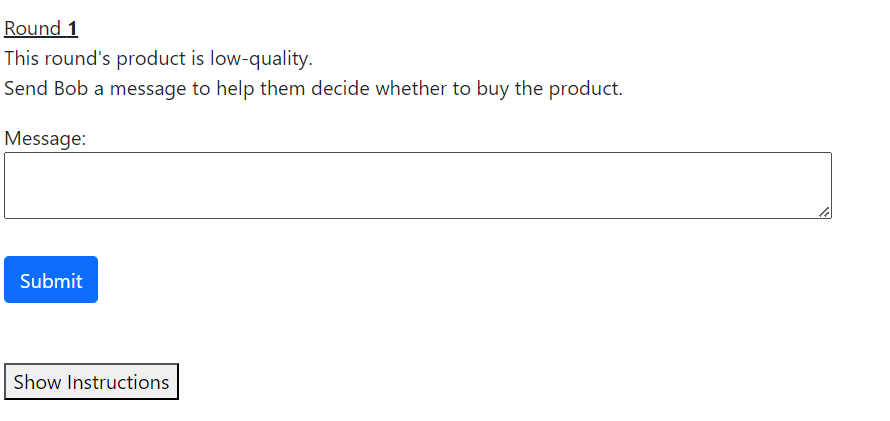 Round 1
This round's product is low-quality.
Send Bob a message to help them decide whether to buy the product.
Message:
Submit
Show Instructions